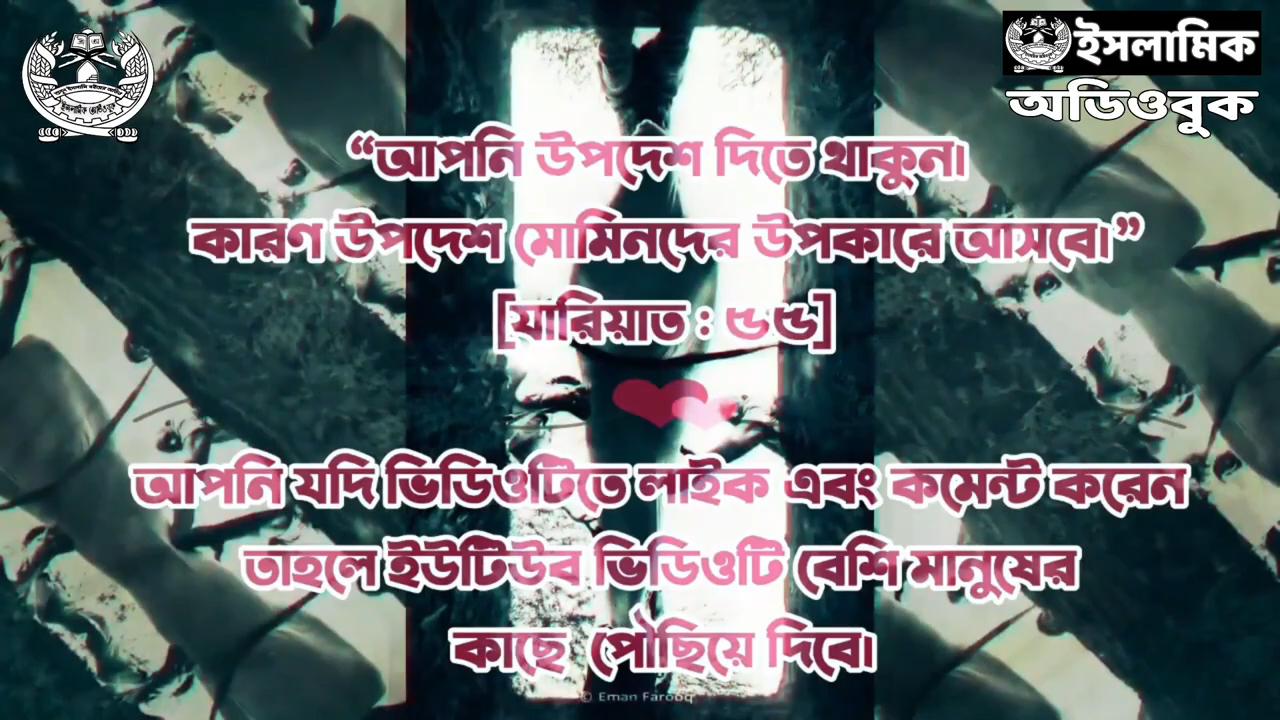 ইসলামিক
অডিওবুক
“আপনি উপদেশ দিতে থাকুন।
কারণ উপদেশ মোমিনদের উপকারে আসবে।”
[যারিয়াত : ৫৫]
আপনি যদি ভিডিওটিতে লাইক এবং কমেন্ট করেন
তাহলে ইউটিউব ভিডিওটি বেশি মানুষের
কাছে পৌছিয়ে দিবে।
© Eman Farooq